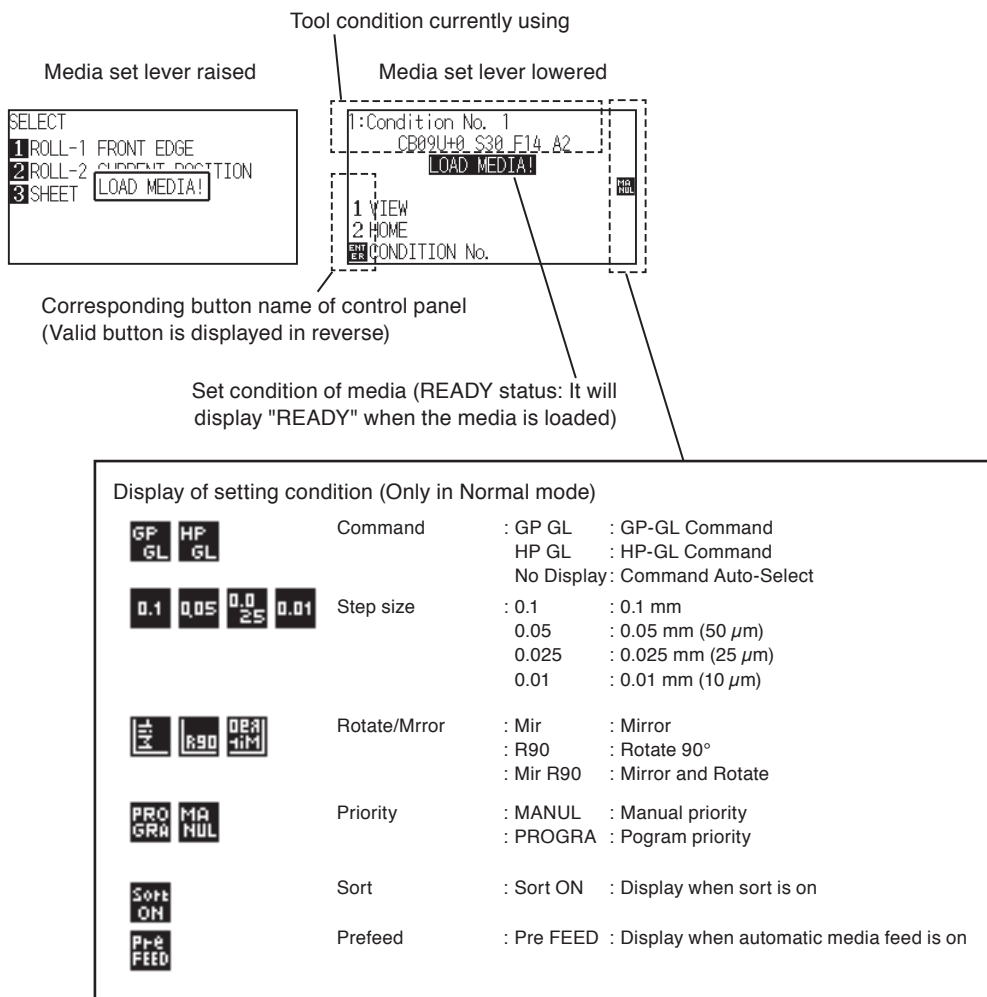 Tool condition currently using
Media set lever raised
Media set lever lowered
SELECT
1 ROLL-1 FRONT EDGE
2 ROLL-2 CURRENT POSITION
3 SHEET
LOAD MEDIA!
1:Condition No. 1
CB09U+0 S30 F14 A2
LOAD MEDIA!
MA
NUL
1 VIEW
2 HOME
ENT
ER CONDITION No.
Corresponding button name of control panel
(Valid button is displayed in reverse)
Set condition of media (READY status: It will
display "READY" when the media is loaded)
Display of setting condition (Only in Normal mode)
GP GL HP GL Command : GP GL : GP-GL Command
HP GL : HP-GL Command
No Display : Command Auto-Select
0.1 0.05 0.0 25 0.01 Step size : 0.1 : 0.1 mm
0.05 : 0.05 mm (50 µm)
0.025 : 0.025 mm (25 µm)
0.01 : 0.01 mm (10 µm)
Mir R90 Mir R90 Rotate/Mrror : Mir : Mirror
: R90 : Rotate 90°
: Mir R90 : Mirror and Rotate
PRO GRA MA NUL Priority : MANUL : Manual priority
: PROGRA : Pogram priority
Sort ON Sort : Sort ON : Display when sort is on
Pre FEED Prefeed : Pre FEED : Display when automatic media feed is on